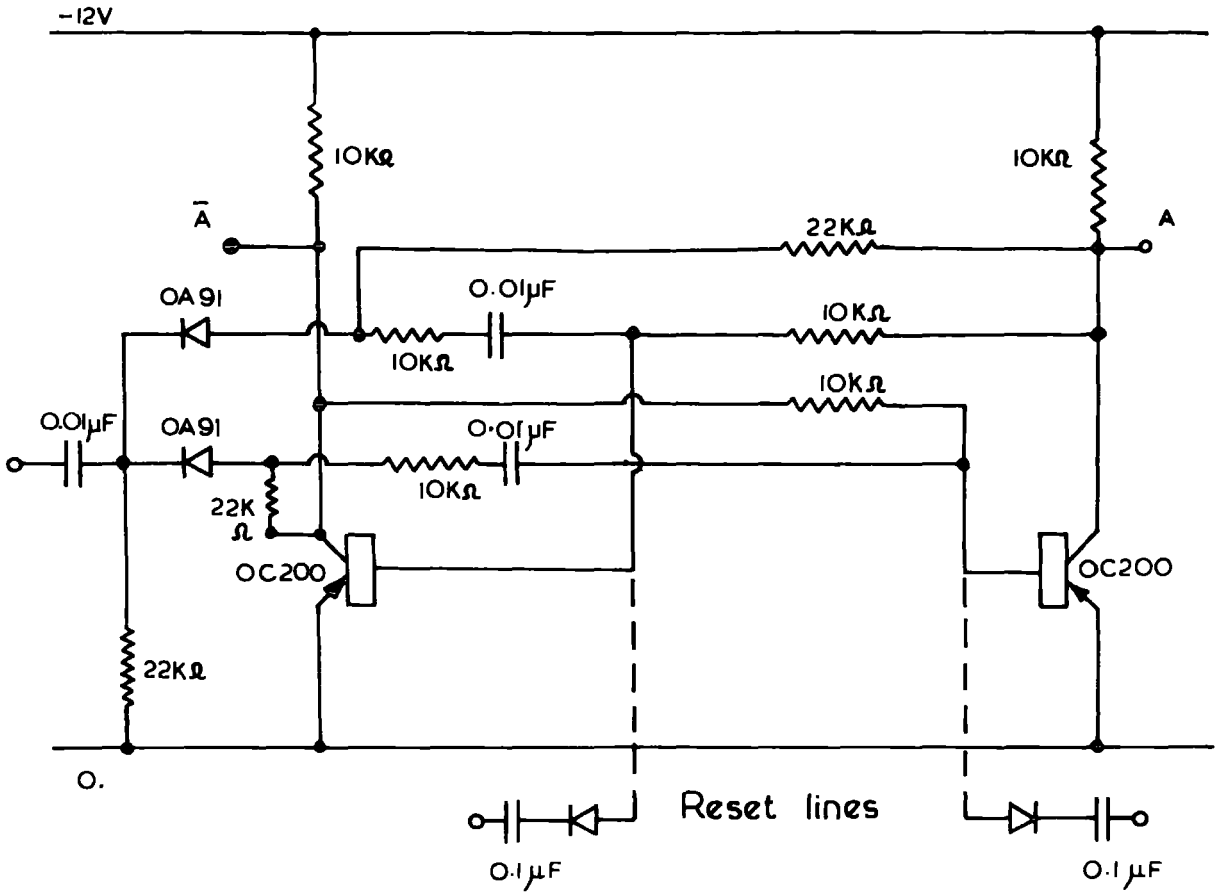 -12V
10KΩ
10KΩ
Ā
A
22KΩ
OA91
0.01µF
10KΩ
10KΩ
10KΩ
0.01µF
OA91
0.01µF
10KΩ
22K
Ω
OC200
OC200
22KΩ
O.
Reset lines
0.1µF
0.1µF